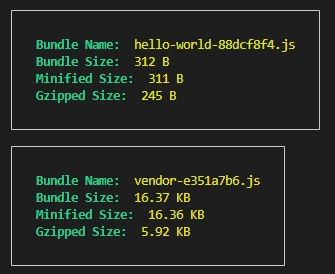 Bundle Name:  hello-world-88dcf8f4.js
Bundle Size:  312 B
Minified Size:  311 B
Gzipped Size:  245 B
Bundle Name:  vendor-e351a7b6.js
Bundle Size:  16.37 KB
Minified Size:  16.36 KB
Gzipped Size:  5.92 KB